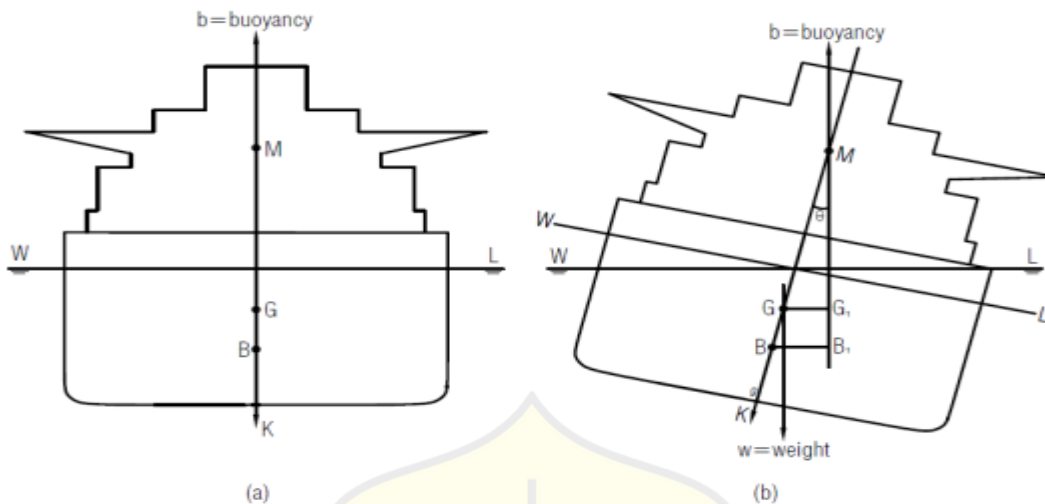 b=buoyancy
M
W L
G
B
K
(a)
b=buoyancy
M
θ
W
W L
G G₁
L
B B₁
K
w=weight
(b)